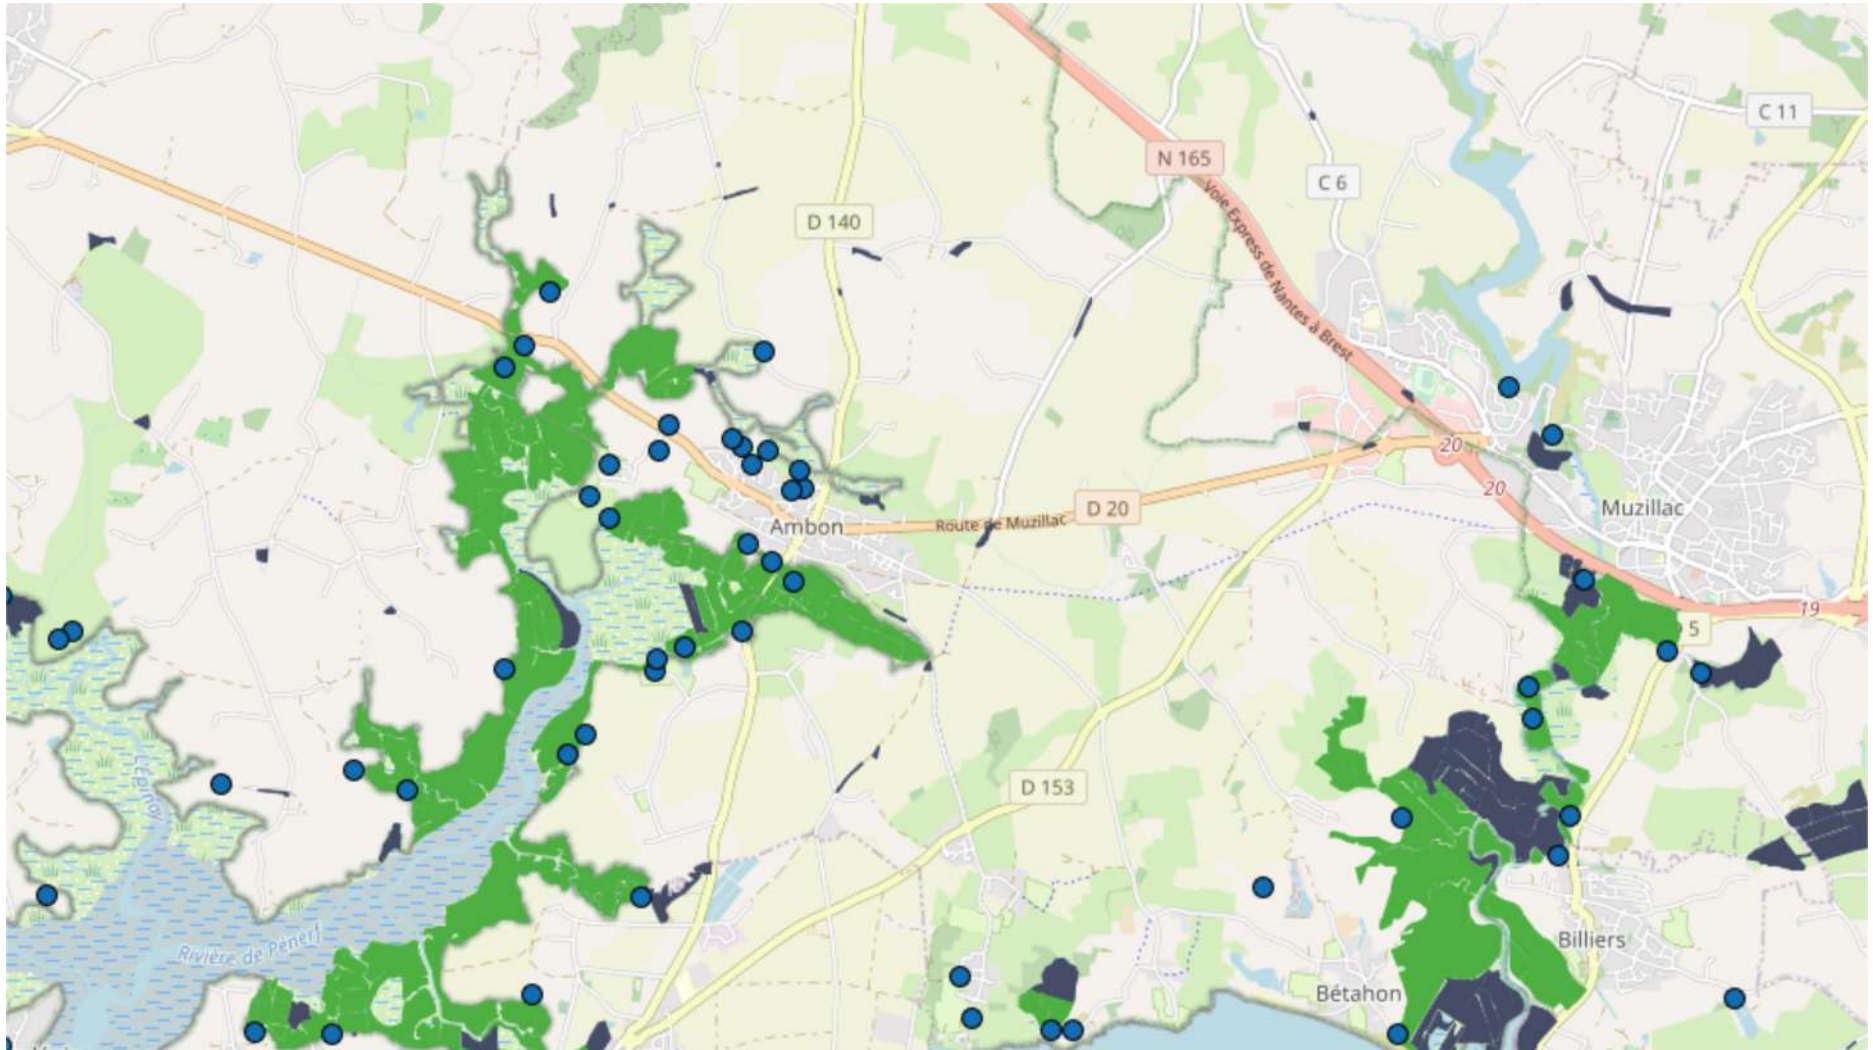 C 11
N 165
C 6
D 140
Voie Express de Nantes à Brest
20
20
D 20
Route de Muzillac
Muzillac
Ambon
19
5
L'Épinay
D 153
Rivière de Pénerf
Billiers
Bétahon